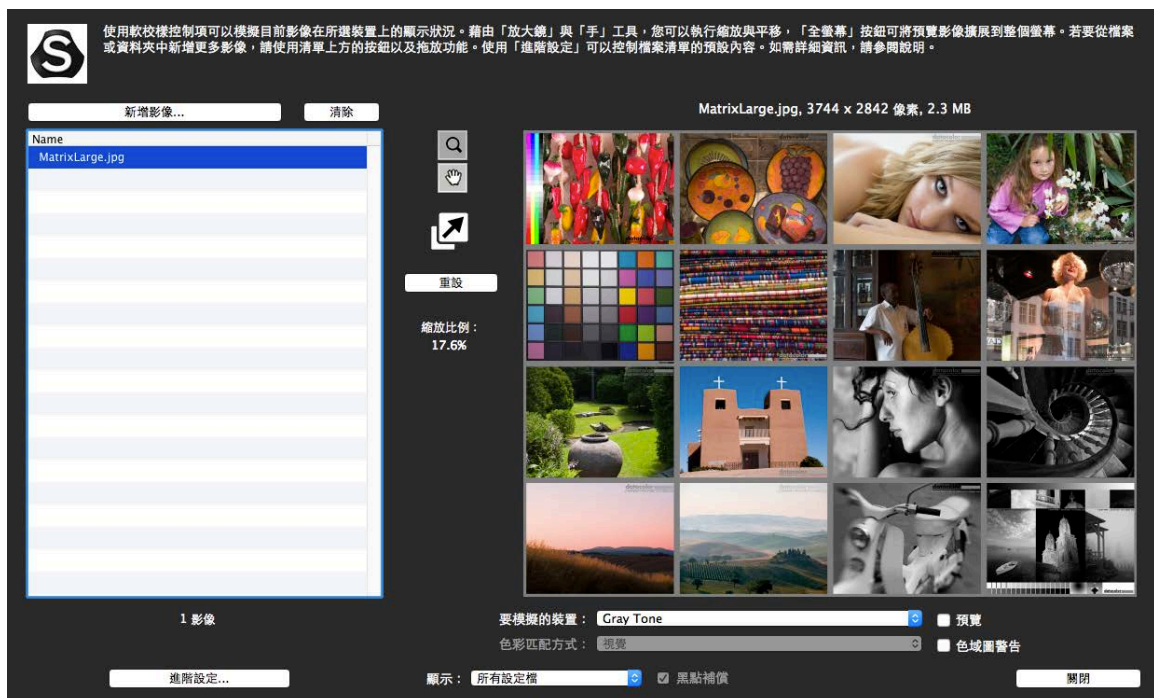 使用軟校樣控制項可以模擬目前影像在所選裝置上的顯示狀況。藉由「放大鏡」與「手」工具，您可以執行縮放與平移，「全螢幕」按鈕可將預覽影像擴展到整個螢幕。若要從檔案
或資料夾中新增更多影像，請使用清單上方的按鈕以及拖放功能。使用「進階設定」可以控制檔案清單的預設內容。如需詳細資訊，請參閱說明。
S
新增影像...
清除
MatrixLarge.jpg, 3744 x 2842 像素, 2.3 MB
Name
MatrixLarge.jpg
重設
縮放比例：
17.6%
1 影像
要模擬的裝置：
Gray Tone
預覽
色彩匹配方式：
視覺
色域圖警告
進階設定...
顯示：
所有設定檔
黑點補償
關閉